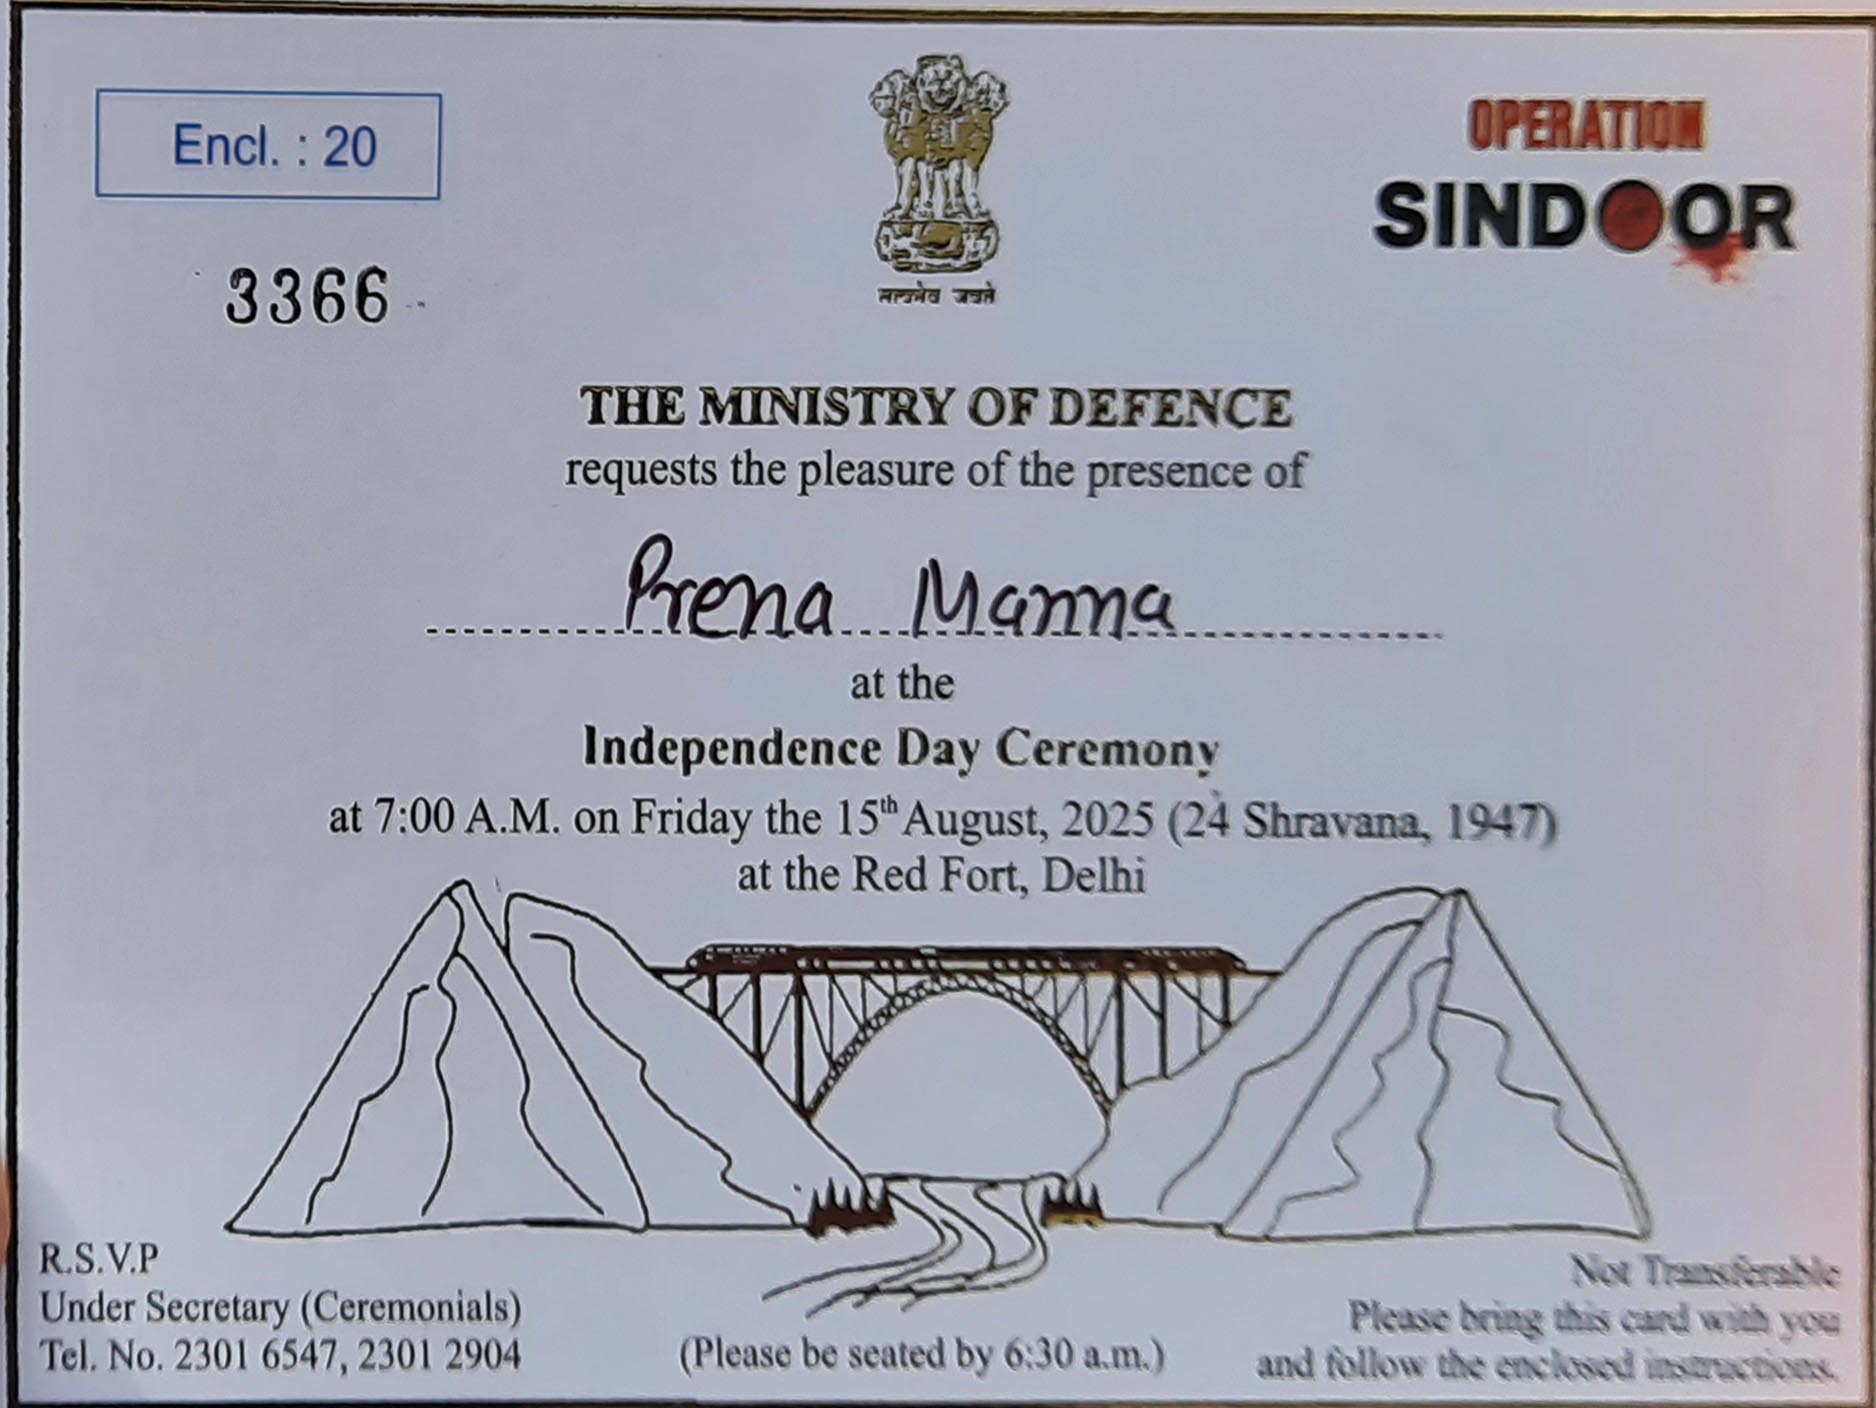 Encl. : 20
3366
सत्यमेव जयते
OPERATION
SINDOOR
THE MINISTRY OF DEFENCE
requests the pleasure of the presence of
Prena Manna
at the
Independence Day Ceremony
at 7:00 A.M. on Friday the 15th August, 2025 (24 Shravana, 1947)
at the Red Fort, Delhi
R.S.V.P
Under Secretary (Ceremonials)
Tel. No. 2301 6547, 2301 2904
(Please be seated by 6:30 a.m.)
Not Transferable
Please bring this card with you
and follow the enclosed instructions.